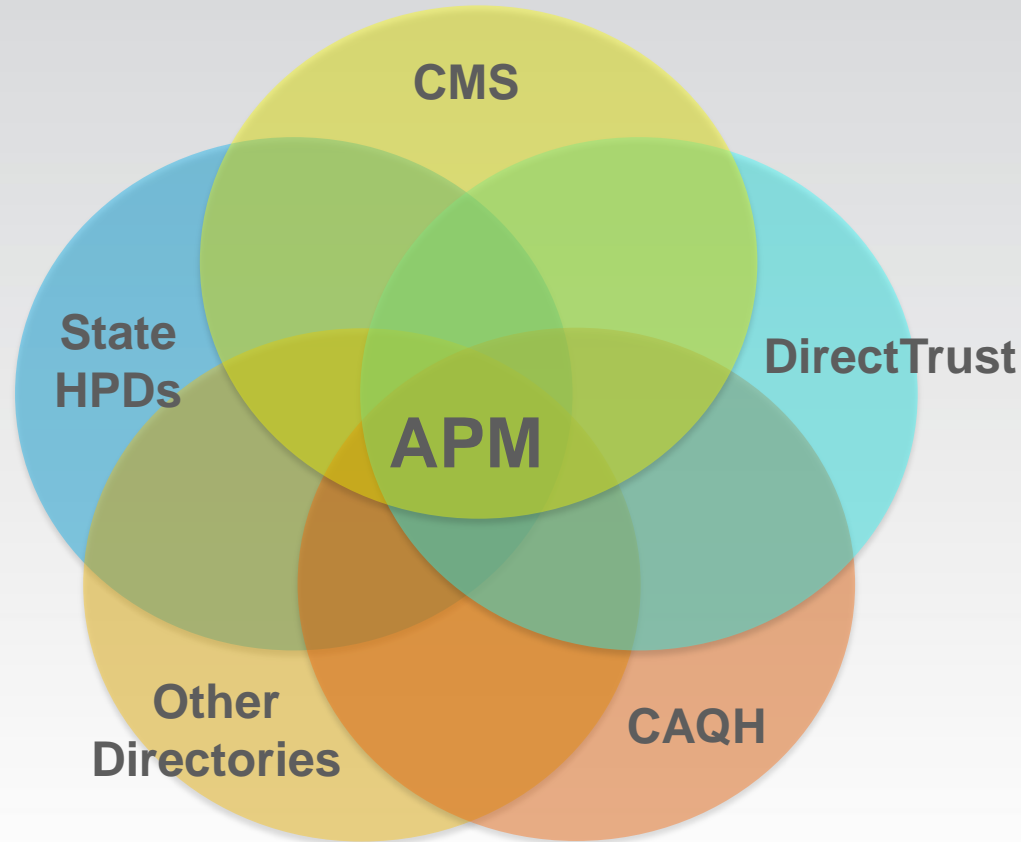 CMS
State
HPDs
DirectTrust
APM
Other
Directories
CAQH